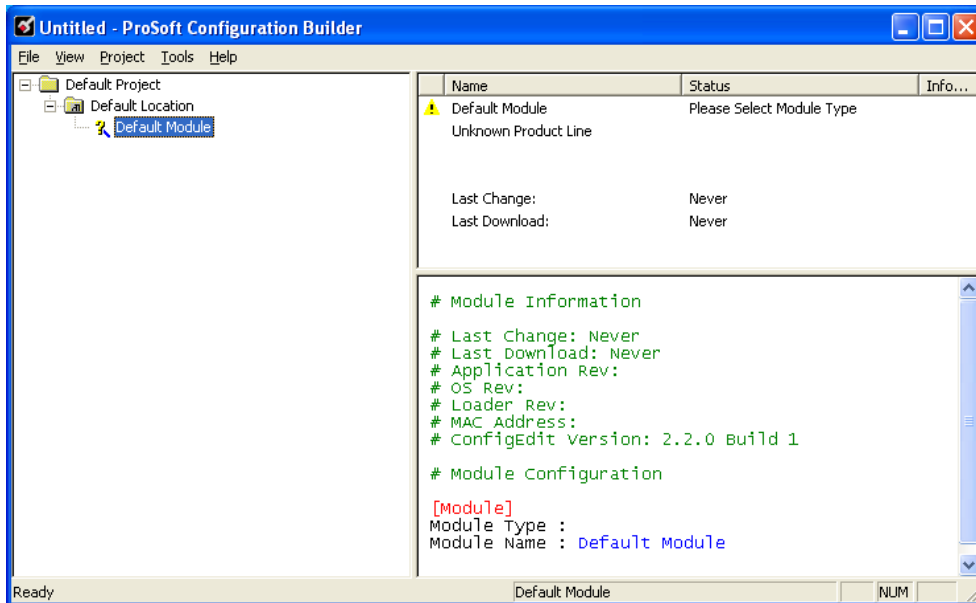 Untitled - ProSoft Configuration Builder
File View Project Tools Help
Default Project
Default Location
Default Module
Name Status Info...
Default Module Please Select Module Type
Unknown Product Line
Last Change: Never
Last Download: Never
# Module Information
# Last Change: Never
# Last Download: Never
# Application Rev:
# OS Rev:
# Loader Rev:
# MAC Address:
# ConfigEdit Version: 2.2.0 Build 1
# Module Configuration
[Module]
Module Type :
Module Name : Default Module
Ready Default Module NUM